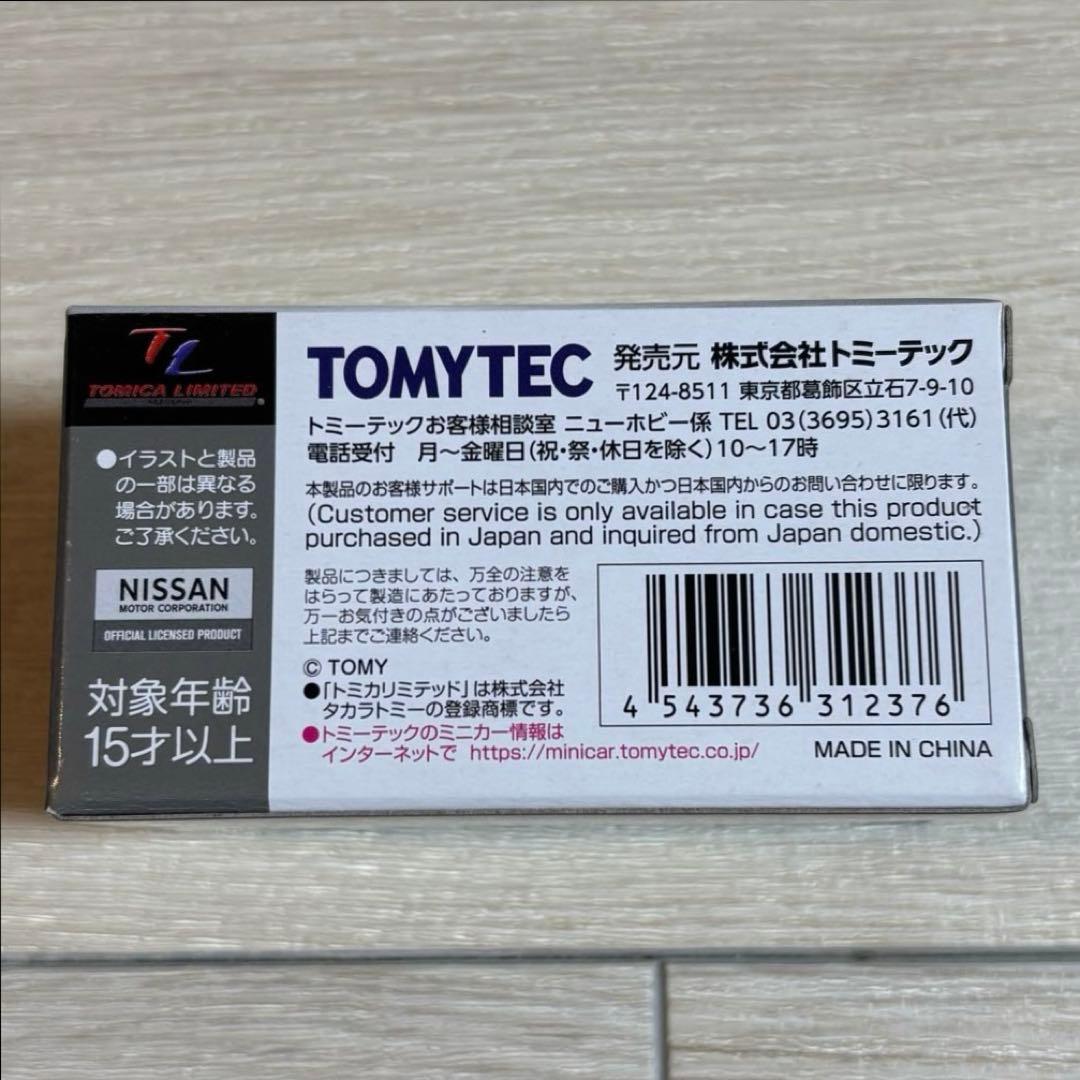 TL
TOMICA LIMITED
●イラストと製品
の一部は異なる
場合があります。
ご了承ください。
NISSAN
MOTOR CORPORATION
OFFICIAL LICENSED PRODUCT
対象年齢
15才以上
TOMYTEC 発売元 株式会社トミーテック
〒124-8511 東京都葛飾区立石7-9-10
トミーテックお客様相談室 ニューホビー係 TEL 03(3695)3161(代)
電話受付 月～金曜日(祝・祭・休日を除く)10～17時
本製品のお客様サポートは日本国内でのご購入かつ日本国内からのお問い合わせに限ります。
(Customer service is only available in case this product
purchased in Japan and inquired from Japan domestic.)
製品につきましては、万全の注意を
はらって製造にあたっておりますが、
万一お気付きの点がございましたら
上記までご連絡ください。
© TOMY
●「トミカリミテッド」は株式会社
タカラトミーの登録商標です。
●トミーテックのミニカー情報は
インターネットで https://minicar.tomytec.co.jp/
4 543736 312376
MADE IN CHINA